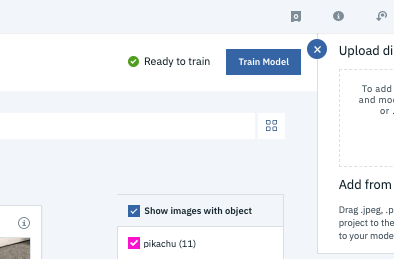 Ready to train
Train Model
Upload di
To add
and mo
or .
Show images with object
pikachu (11)
Add from
Drag .jpeg, .p
project to the
to your mode